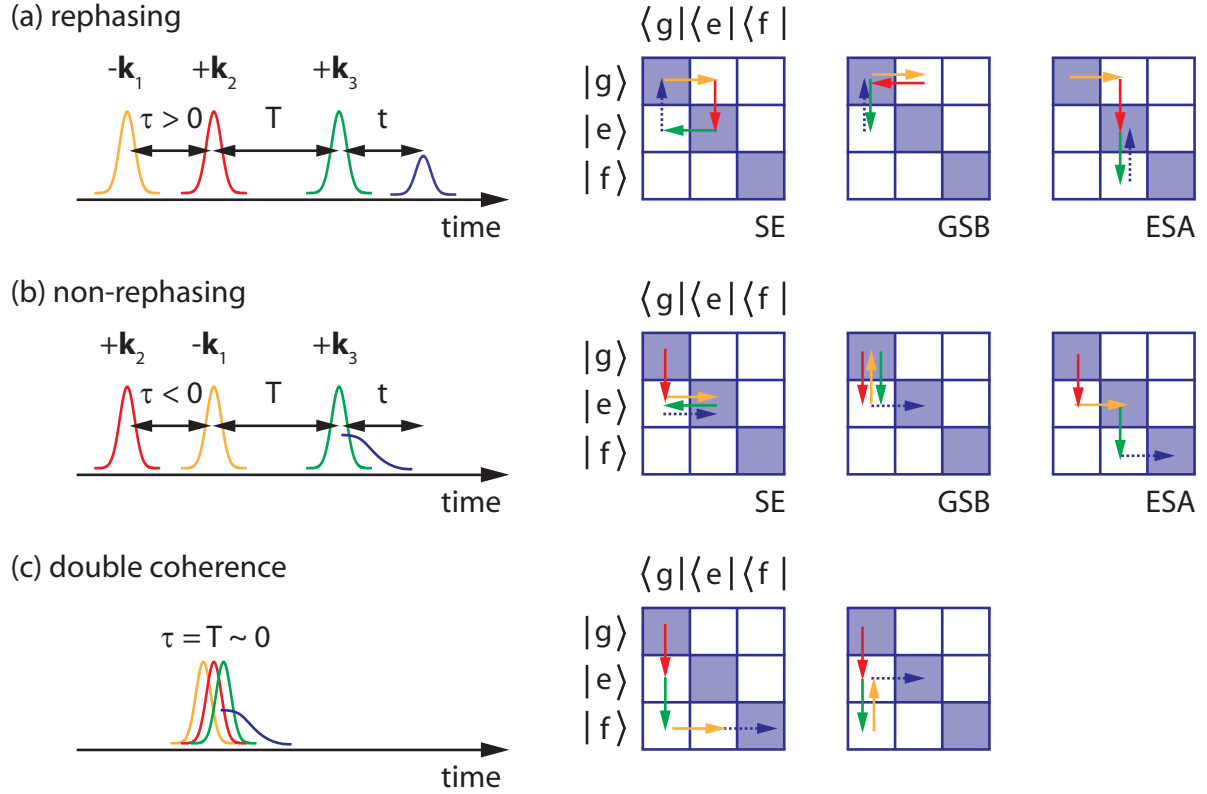 (a) rephasing
-k1 +k2 +k3
τ > 0 T t
time
⟨g|⟨e|⟨f|
|g⟩
|e⟩
|f⟩
SE GSB ESA
(b) non-rephasing
+k2 -k1 +k3
τ < 0 T t
time
⟨g|⟨e|⟨f|
|g⟩
|e⟩
|f⟩
SE GSB ESA
(c) double coherence
τ = T ~ 0
time
⟨g|⟨e|⟨f|
|g⟩
|e⟩
|f⟩